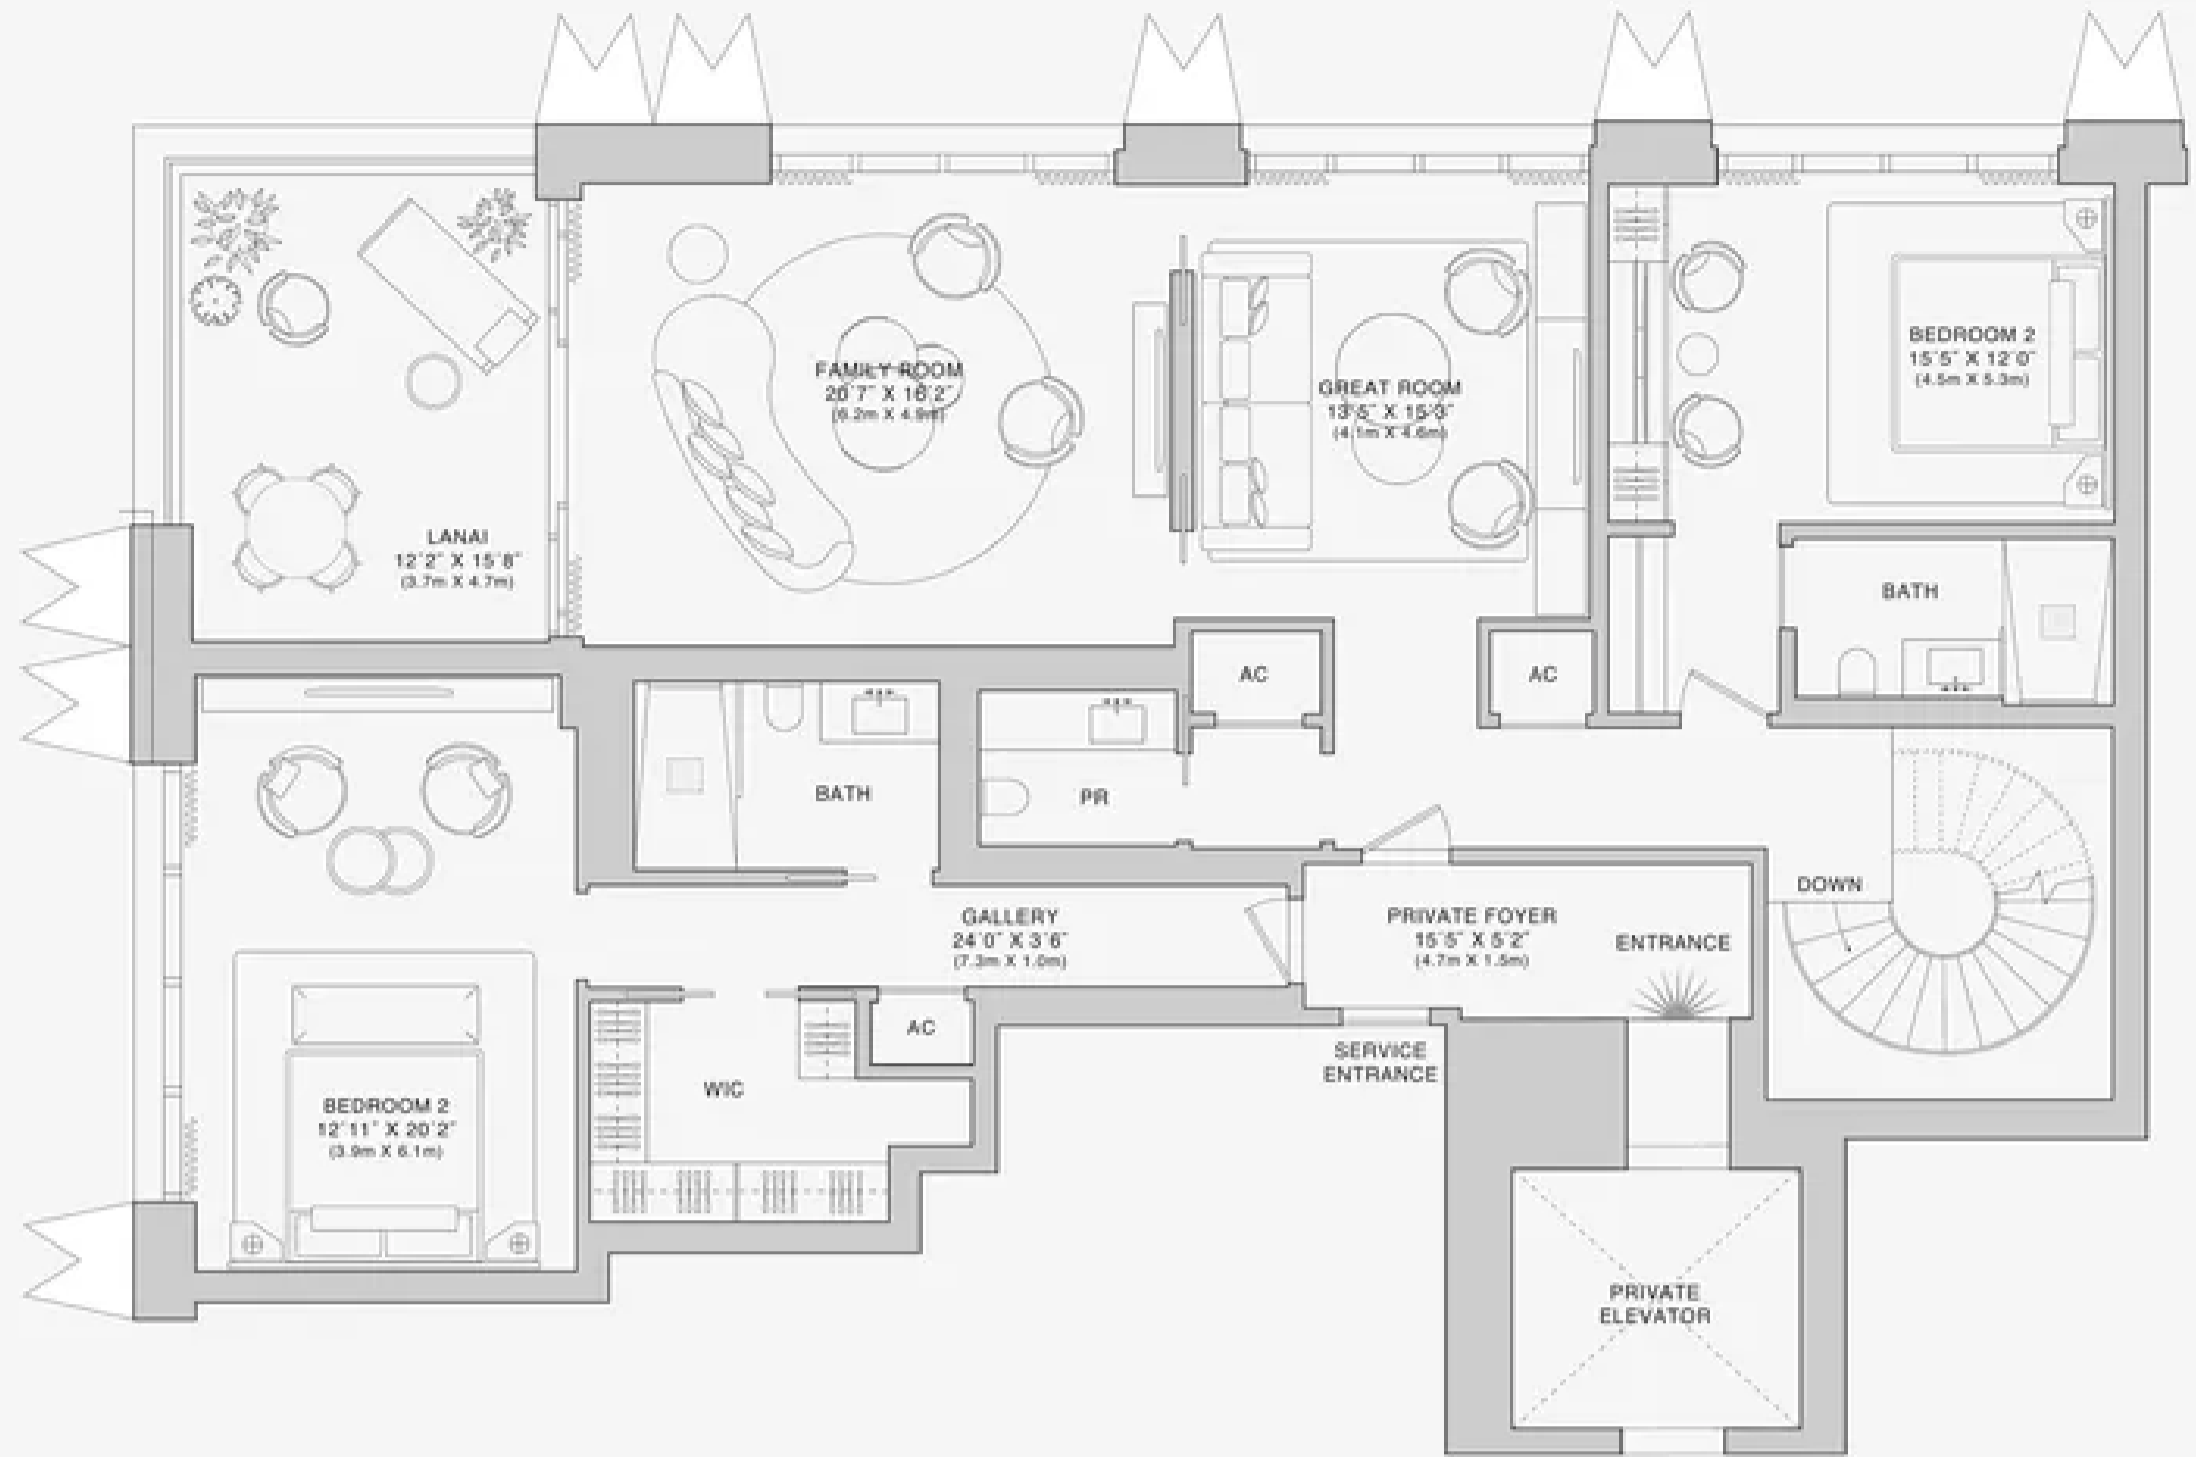 BEDROOM 2
15'5" X 12'0"
(4.5m X 5.3m)
FAMILY ROOM
20'7" X 16'2"
(6.2m X 4.9m)
GREAT ROOM
13'5" X 15'3"
(4.1m X 4.6m)
LANAI
12'2" X 15'8"
(3.7m X 4.7m)
BATH
AC
AC
BATH
PR
DOWN
GALLERY
24'0" X 3'6"
(7.3m X 1.0m)
PRIVATE FOYER
15'5" X 5'2"
(4.7m X 1.5m)
ENTRANCE
AC
SERVICE
ENTRANCE
WIC
BEDROOM 2
12'11" X 20'2"
(3.9m X 6.1m)
PRIVATE
ELEVATOR